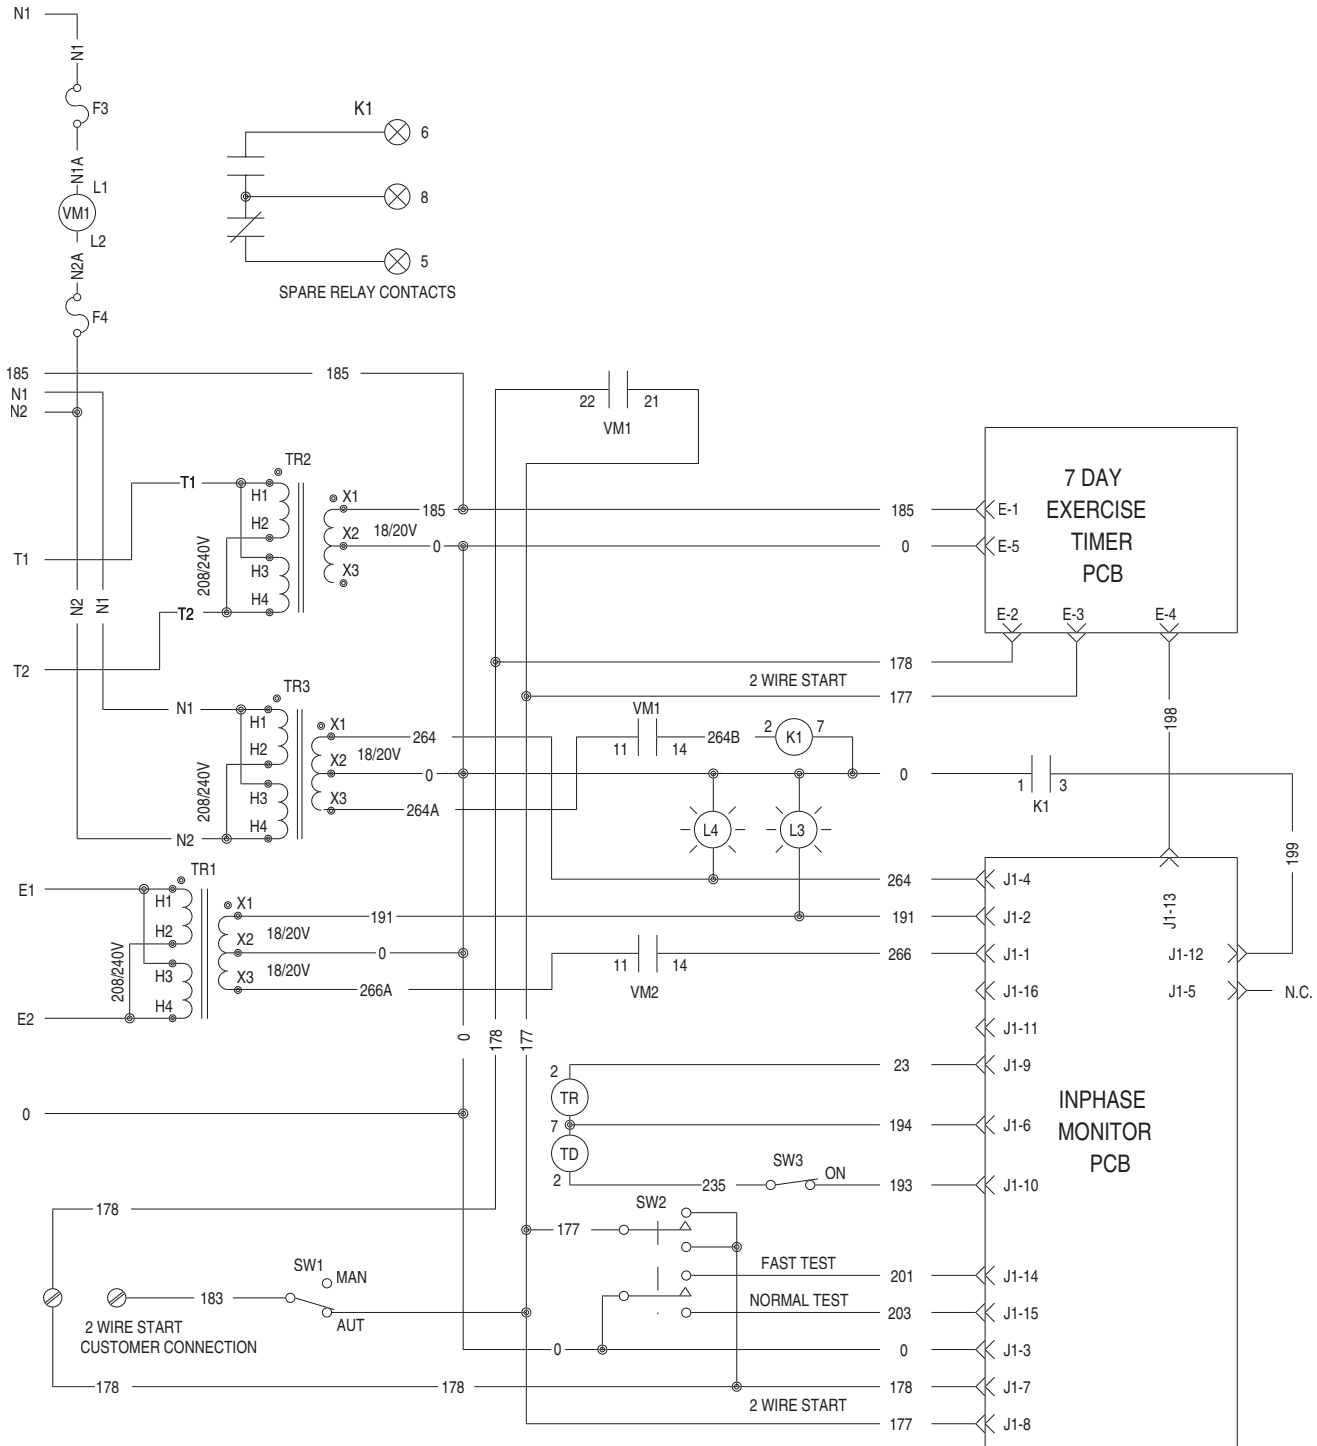 N1
N1
F3
N1A
L1
VM1
L2
N2A
F4
K1
6
8
5
SPARE RELAY CONTACTS
185
185
N1
N2
22
21
VM1
T1
TR2
H1
H2
H3
H4
208/240V
X1
X2
X3
18/20V
185
0
185
0
E-1
E-5
7 DAY
EXERCISE
TIMER
PCB
E-2
E-3
E-4
T1
N2
N1
T2
T2
178
2 WIRE START
177
198
N1
TR3
H1
H2
H3
H4
208/240V
X1
X2
X3
18/20V
264
0
264A
VM1
11
14
264B
2
K1
7
0
1
3
K1
N2
L4
L3
199
E1
TR1
H1
H2
H3
H4
208/240V
X1
X2
X3
18/20V
18/20V
191
0
266A
11
14
VM2
264
191
266
J1-4
J1-2
J1-1
J1-16
J1-11
J1-9
J1-13
J1-12
J1-5
N.C.
E2
0
178
177
2
TR
7
TD
2
23
194
J1-6
INPHASE
MONITOR
PCB
0
235
SW3
ON
193
J1-10
178
177
SW2
FAST TEST
201
J1-14
NORMAL TEST
203
J1-15
SW1
MAN
183
AUT
2 WIRE START
CUSTOMER CONNECTION
0
0
J1-3
178
178
178
J1-7
2 WIRE START
177
J1-8